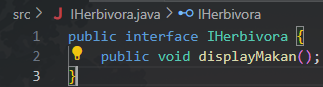 src > J IHerbivora.java > IHerbivora
1 public interface IHerbivora {
2 public void displayMakan();
3 }